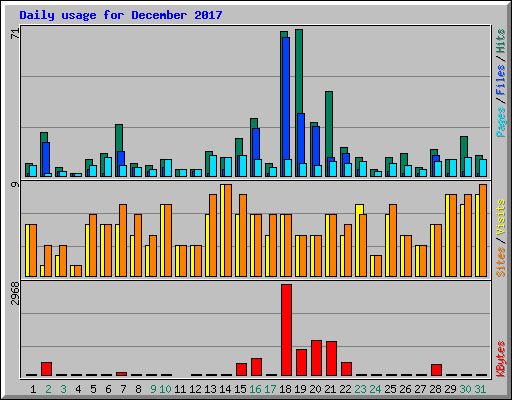 Daily usage for December 2017
71
9
2968
Pages / Files / Hits
Sites / Visits
KBytes
1 2 3 4 5 6 7 8 9 10 11 12 13 14 15 16 17 18 19 20 21 22 23 24 25 26 27 28 29 30 31